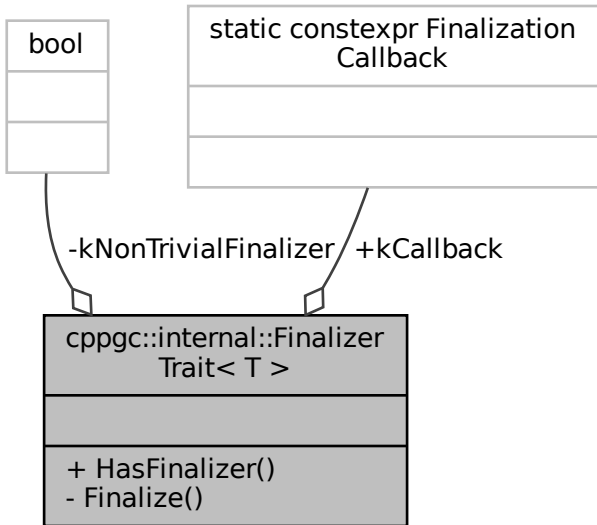 bool
static constexpr Finalization
Callback
-kNonTrivialFinalizer
+kCallback
cppgc::internal::Finalizer
Trait< T >
+ HasFinalizer()
- Finalize()